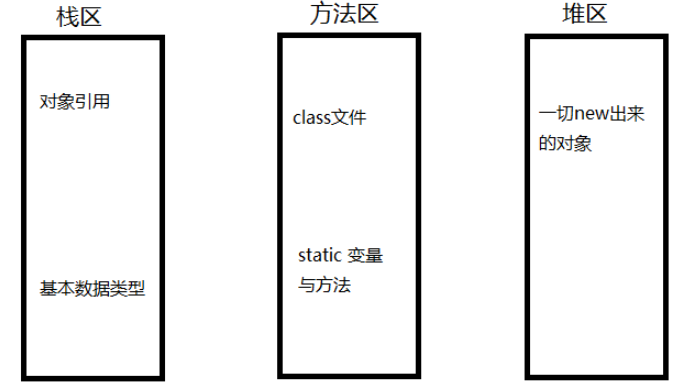 栈区
对象引用
基本数据类型
方法区
class文件
static 变量
与方法
堆区
一切new出来
的对象